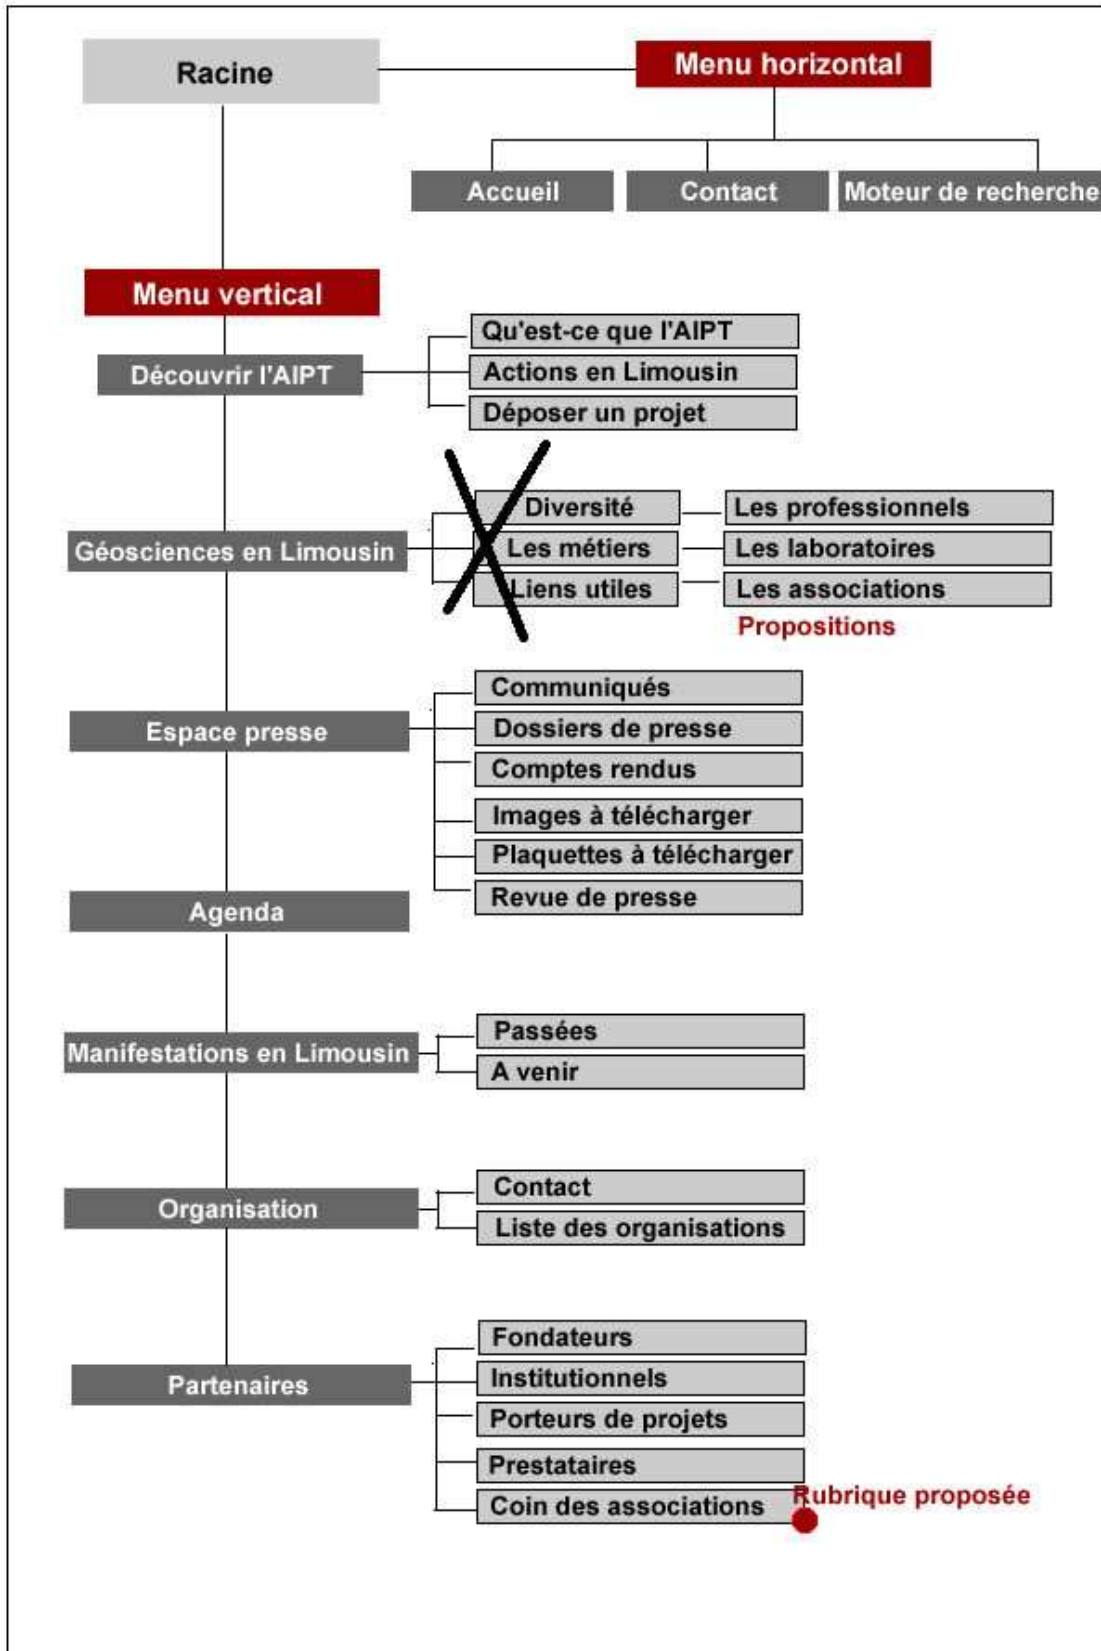 Racine
Menu horizontal
Accueil
Contact
Moteur de recherche
Menu vertical
Découvrir l'AIPT
Qu'est-ce que l'AIPT
Actions en Limousin
Déposer un projet
Géosciences en Limousin
Diversité
Les professionnels
Les métiers
Les laboratoires
Liens utiles
Les associations
Propositions
Espace presse
Communiqués
Dossiers de presse
Comptes rendus
Images à télécharger
Plaquettes à télécharger
Revue de presse
Agenda
Manifestations en Limousin
Passées
A venir
Organisation
Contact
Liste des organisations
Partenaires
Fondateurs
Institutionnels
Porteurs de projets
Prestataires
Coin des associations
Rubrique proposée